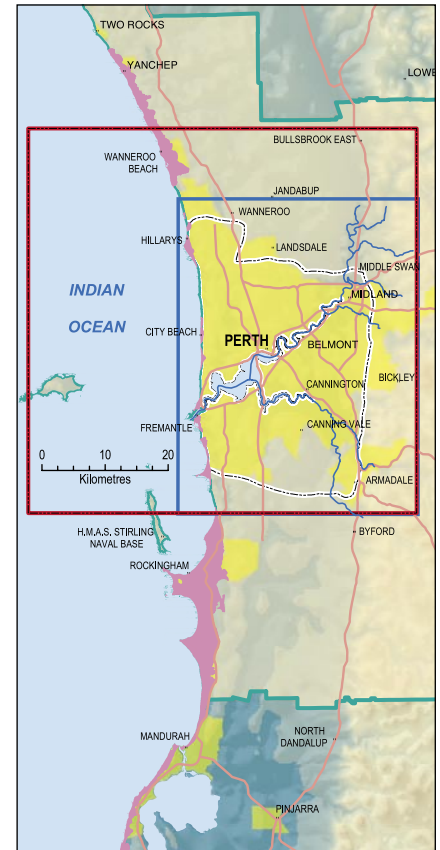 TWO ROCKS
YANCHEP
BULLSBROOK EAST
WANNEROO
BEACH
JANDABUP
WANNEROO
HILLARYS
LANDSDALE
MIDDLE SWAN
INDIAN
OCEAN
MIDLAND
CITY BEACH
PERTH
BELMONT
CANNINGTON
BICKLEY
FREMANTLE
CANNING VALE
0 10 20
Kilometres
ARMADALE
H.M.A.S. STIRLING
NAVAL BASE
BYFORD
ROCKINGHAM
MANDURAH
NORTH
DANDALUP
PINJARRA